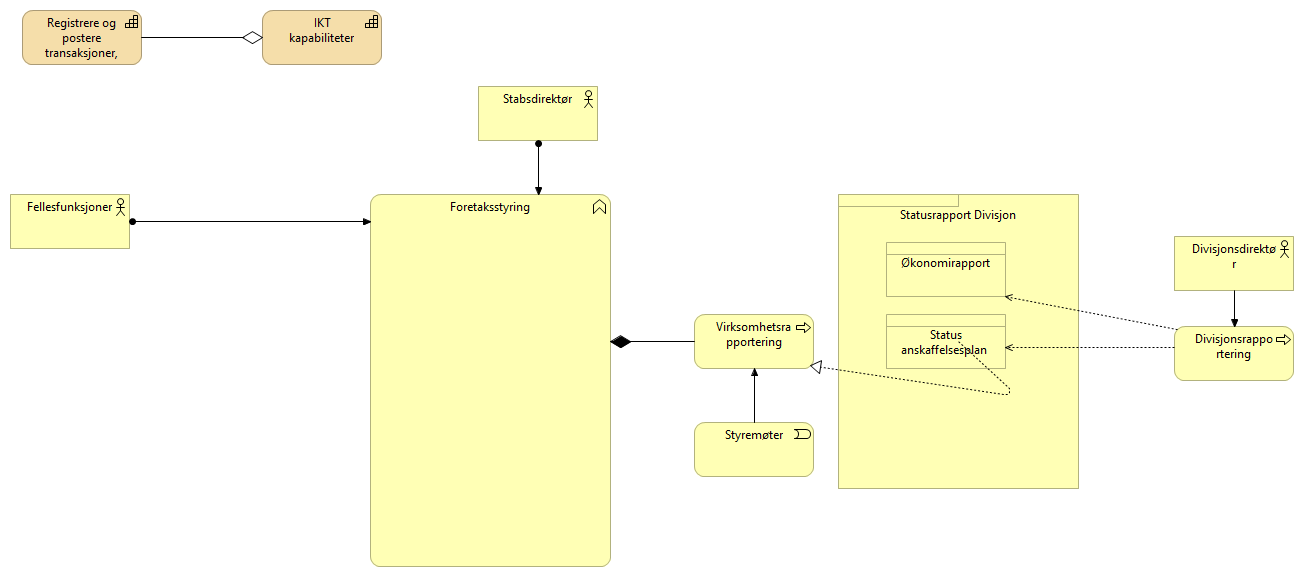 Registrere og
postere
transaksjoner,
IKT
kapabiliteter
Stabsdirektør
Fellesfunksjoner
Foretaksstyring
Statusrapport Divisjon
Økonomirapport
Divisjonsdirektø
r
Virksomhetsra
pportering
Status
anskaffelsesplan
Divisjonsrappo
rtering
Styremøter